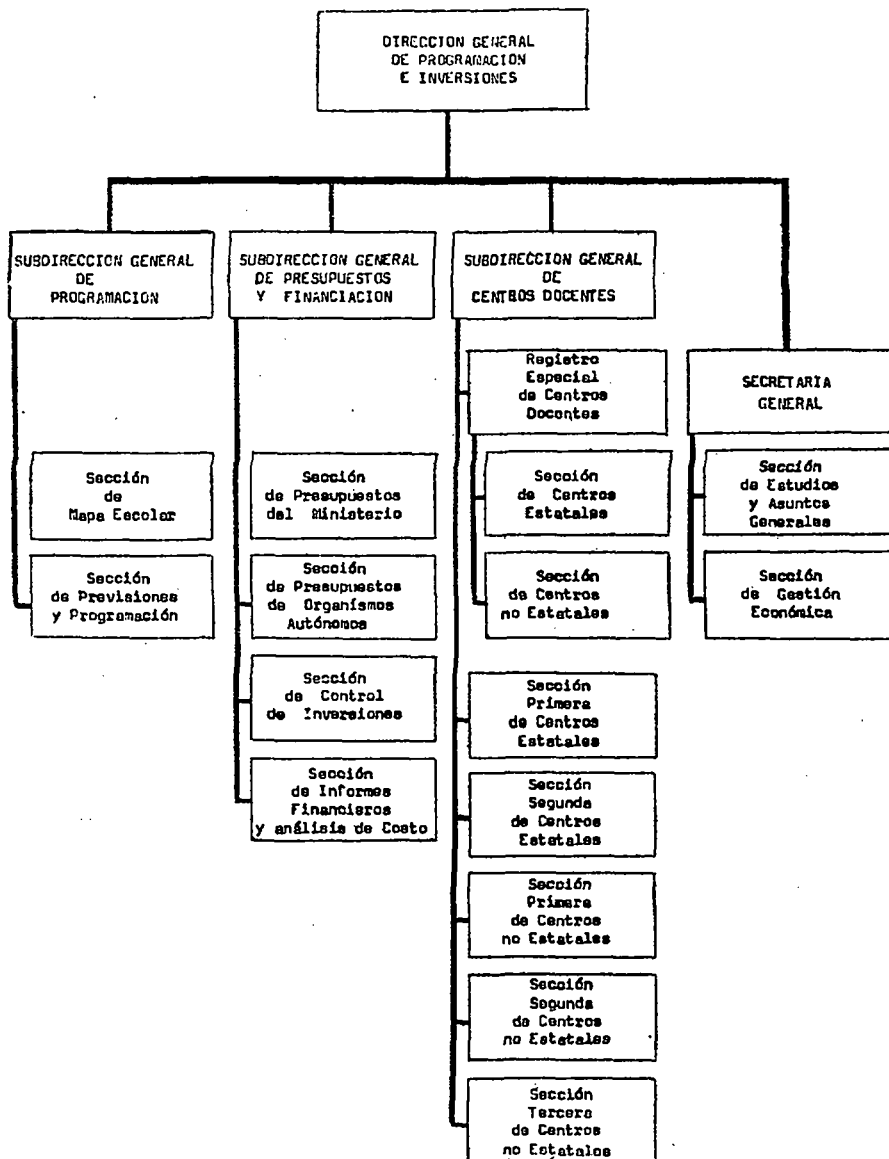 DIRECCION GENERAL
DE PROGRAMACION
E INVERSIONES
SUBDIRECCION GENERAL
DE
PROGRAMACION
SUBDIRECCION GENERAL
DE PRESUPUESTOS
Y FINANCIACION
SUBDIRECCION GENERAL
DE
CENTROS DOCENTES
SECRETARIA
GENERAL
Sección
de
Mapa Escolar
Sección
de Previsiones
y Programación
Sección
de Presupuestos
del Ministerio
Sección
de Presupuestos
de Organismos
Autónomos
Sección
de Control
de Inversiones
Sección
de Informes
Financieros
y análisis de Costo
Registro
Especial
de Centros
Docentes
Sección
de Centros
Estatales
Sección
de Centros
no Estatales
Sección
Primera
de Centros
Estatales
Sección
Segunda
de Centros
Estatales
Sección
Primera
de Centros
no Estatales
Sección
Segunda
de Centros
no Estatales
Sección
Tercera
de Centros
no Estatales
Sección
de Estudios
y Asuntos
Generales
Sección
de Gestión
Económica